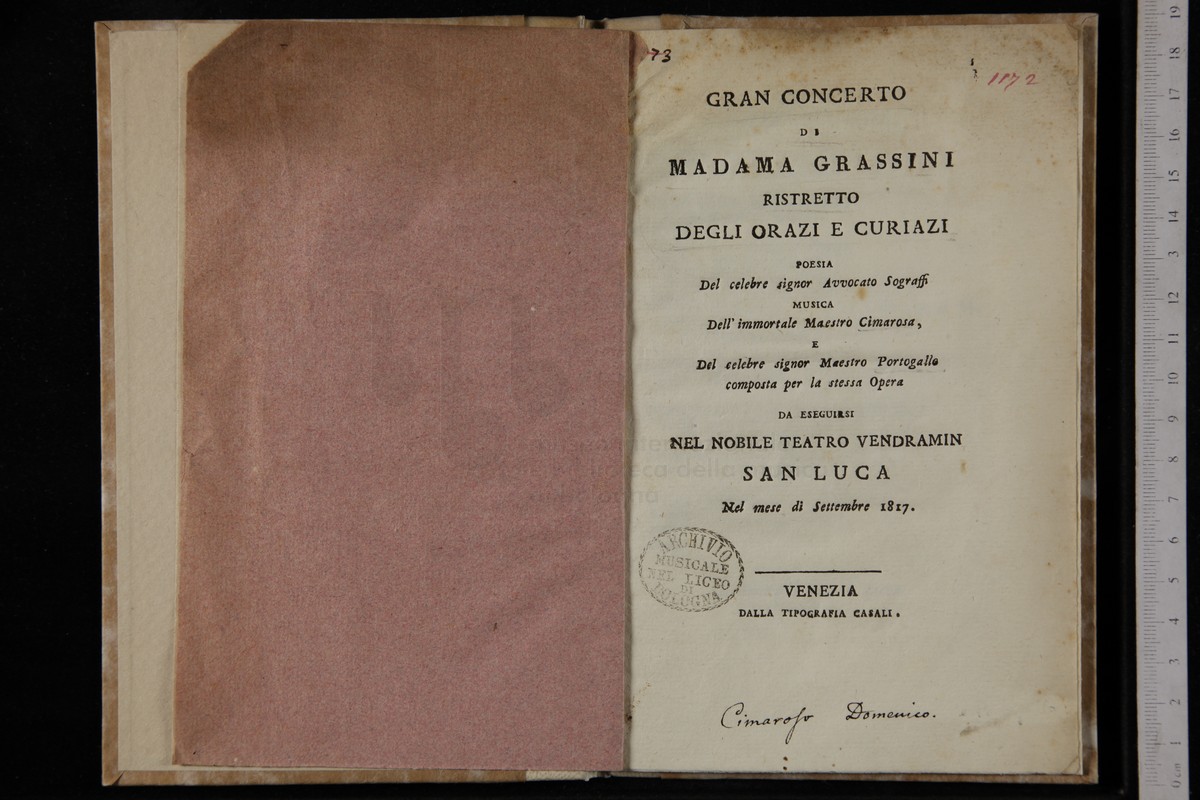 73
1172
GRAN CONCERTO
DI
MADAMA GRASSINI
RISTRETTO
DEGLI ORAZI E CURIAZI
POESIA
Del celebre signor Avvocato Sograffi
MUSICA
Dell' immortale Maestro Cimarosa,
E
Del celebre signor Maestro Portogallo
composta per la stessa Opera
DA ESEGUIRSI
NEL NOBILE TEATRO VENDRAMIN
SAN LUCA
Nel mese di Settembre 1817.
ARCHIVIO
MUSICALE
NEL LICEO
DI
BOLOGNA
VENEZIA
DALLA TIPOGRAFIA CASALI.
Cimarosa Domenico.